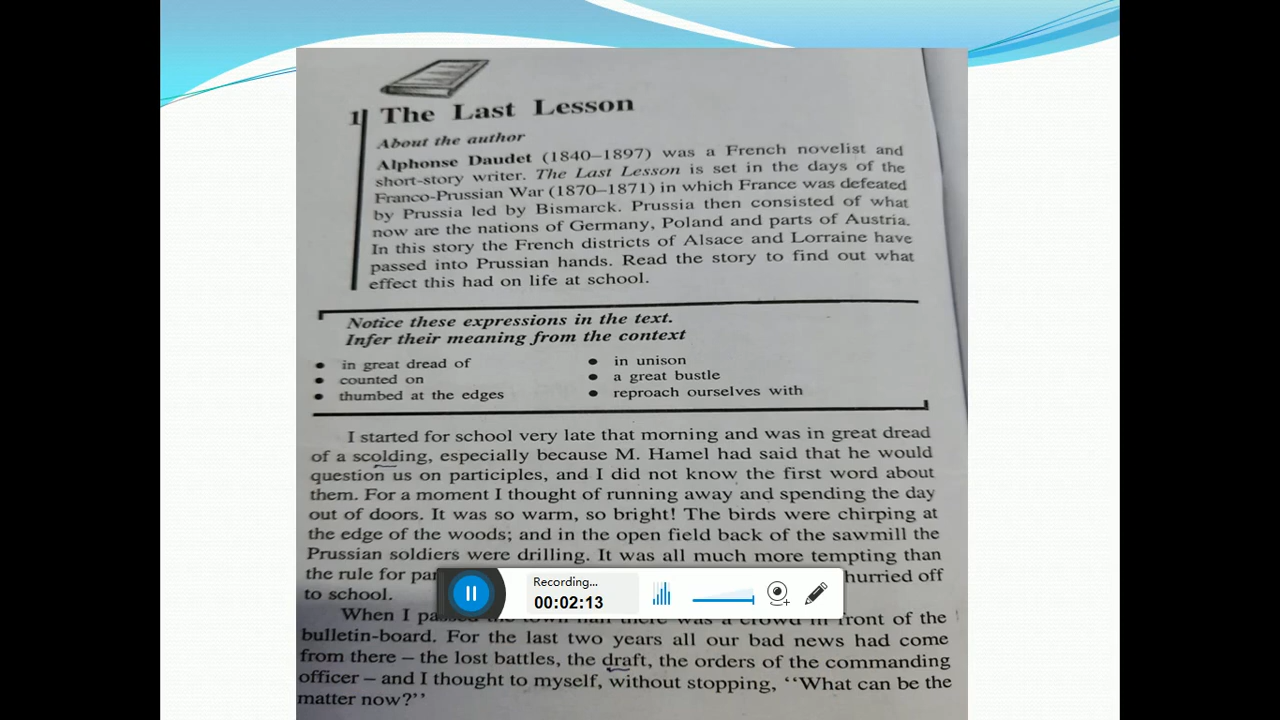 1 The Last Lesson
About the author
Alphonse Daudet (1840–1897) was a French novelist and
short-story writer. The Last Lesson is set in the days of the
Franco-Prussian War (1870–1871) in which France was defeated
by Prussia led by Bismarck. Prussia then consisted of what
now are the nations of Germany, Poland and parts of Austria.
In this story the French districts of Alsace and Lorraine have
passed into Prussian hands. Read the story to find out what
effect this had on life at school.
Notice these expressions in the text.
Infer their meaning from the context
• in great dread of
• counted on
• thumbed at the edges
• in unison
• a great bustle
• reproach ourselves with
I started for school very late that morning and was in great dread
of a scolding, especially because M. Hamel had said that he would
question us on participles, and I did not know the first word about
them. For a moment I thought of running away and spending the day
out of doors. It was so warm, so bright! The birds were chirping at
the edge of the woods; and in the open field back of the sawmill the
Prussian soldiers were drilling. It was all much more tempting than
the rule for hurried off
to school.
Recording...
00:02:13
When I there was a crowd in front of the
bulletin-board. For the last two years all our bad news had come
from there – the lost battles, the draft, the orders of the commanding
officer – and I thought to myself, without stopping, ‘‘What can be the
matter now?’’